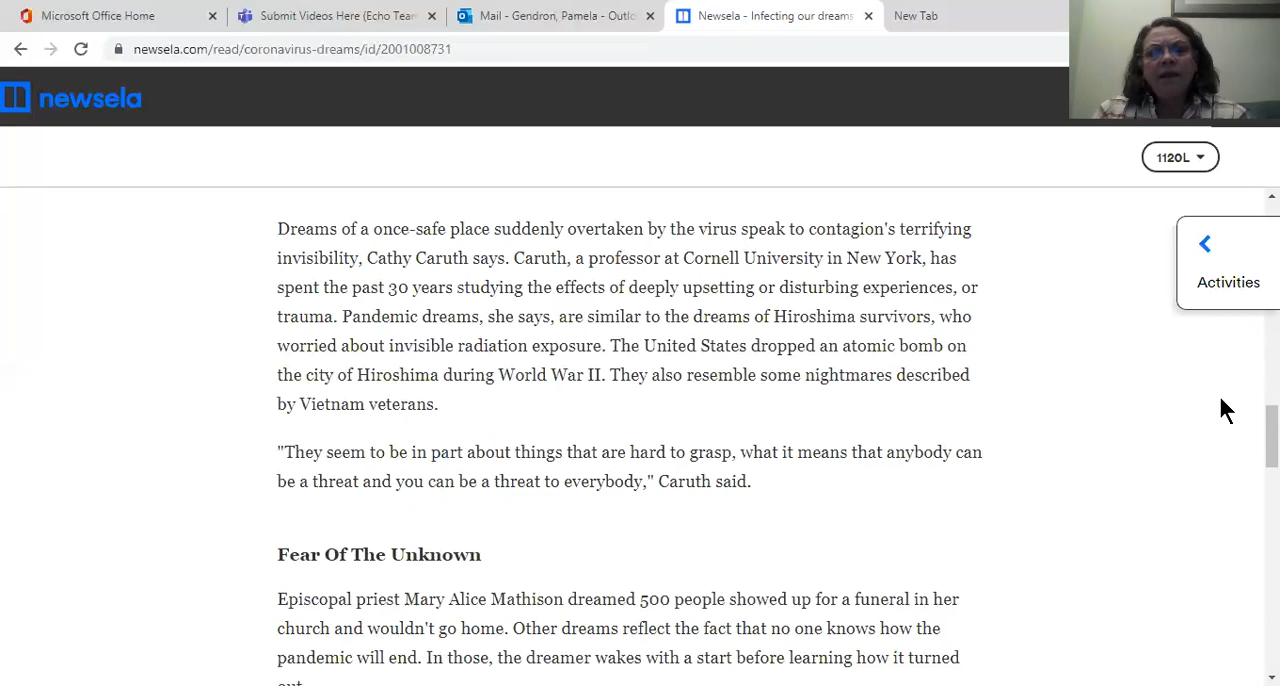 Microsoft Office Home
Submit Videos Here (Echo Tean
Mail - Gendron, Pamela - Outlo
Newsela - Infecting our dreams
New Tab
newsela.com/read/coronavirus-dreams/id/2001008731
newsela
1120L
Dreams of a once-safe place suddenly overtaken by the virus speak to contagion's terrifying
invisibility, Cathy Caruth says. Caruth, a professor at Cornell University in New York, has
spent the past 30 years studying the effects of deeply upsetting or disturbing experiences, or
trauma. Pandemic dreams, she says, are similar to the dreams of Hiroshima survivors, who
worried about invisible radiation exposure. The United States dropped an atomic bomb on
the city of Hiroshima during World War II. They also resemble some nightmares described
by Vietnam veterans.
Activities
"They seem to be in part about things that are hard to grasp, what it means that anybody can
be a threat and you can be a threat to everybody," Caruth said.
Fear Of The Unknown
Episcopal priest Mary Alice Mathison dreamed 500 people showed up for a funeral in her
church and wouldn't go home. Other dreams reflect the fact that no one knows how the
pandemic will end. In those, the dreamer wakes with a start before learning how it turned
out.